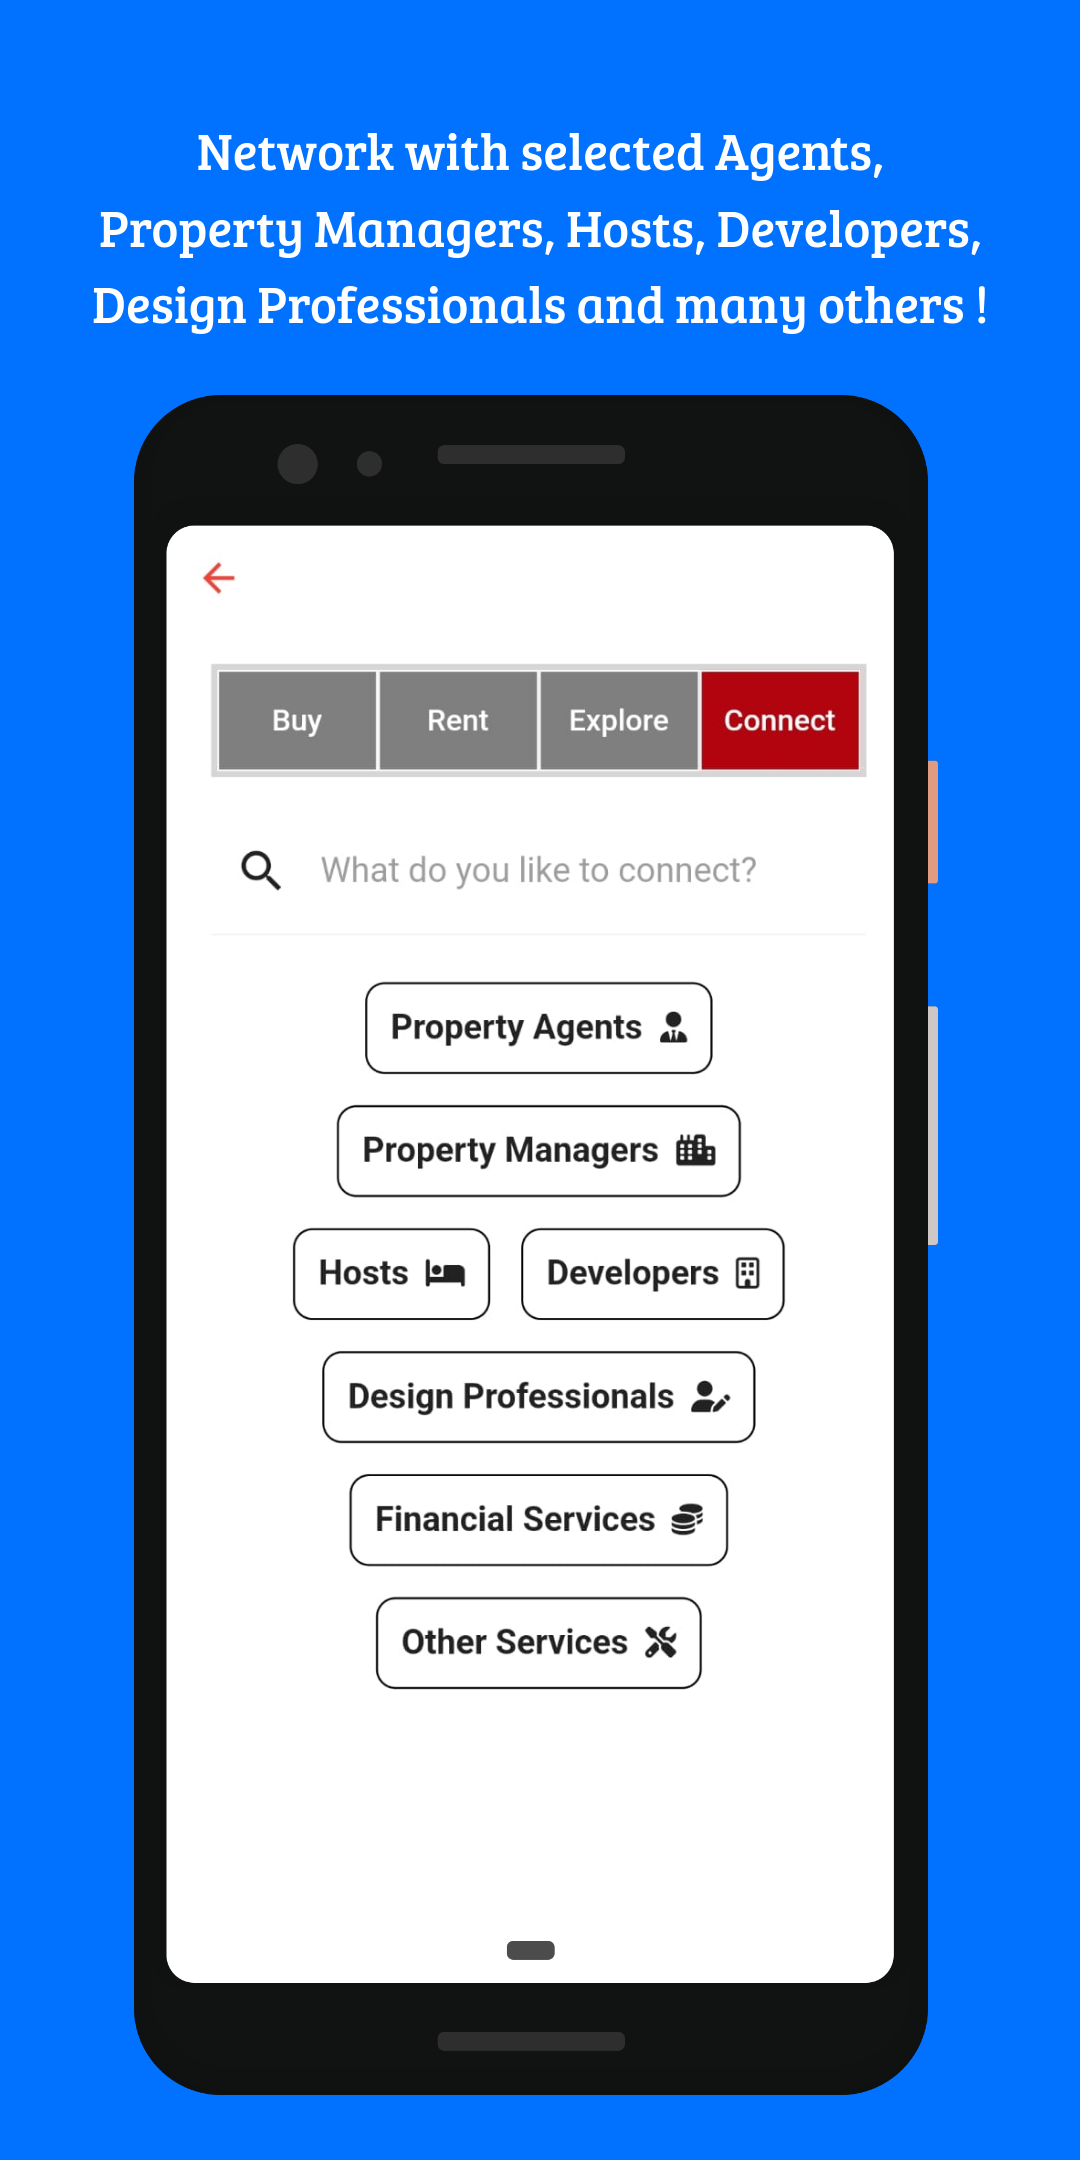 Network with selected Agents,
Property Managers, Hosts, Developers,
Design Professionals and many others !
Buy Rent Explore Connect
What do you like to connect?
Property Agents
Property Managers
Hosts Developers
Design Professionals
Financial Services
Other Services